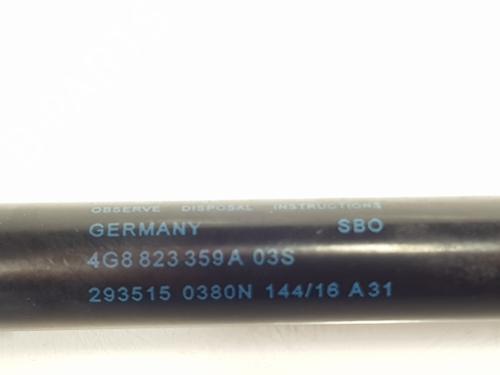 OBSERVE DISPOSAL INSTRUCTIONS
GERMANY SBO
4G8 823 359 A 03S
293515 0380N 144/16 A31